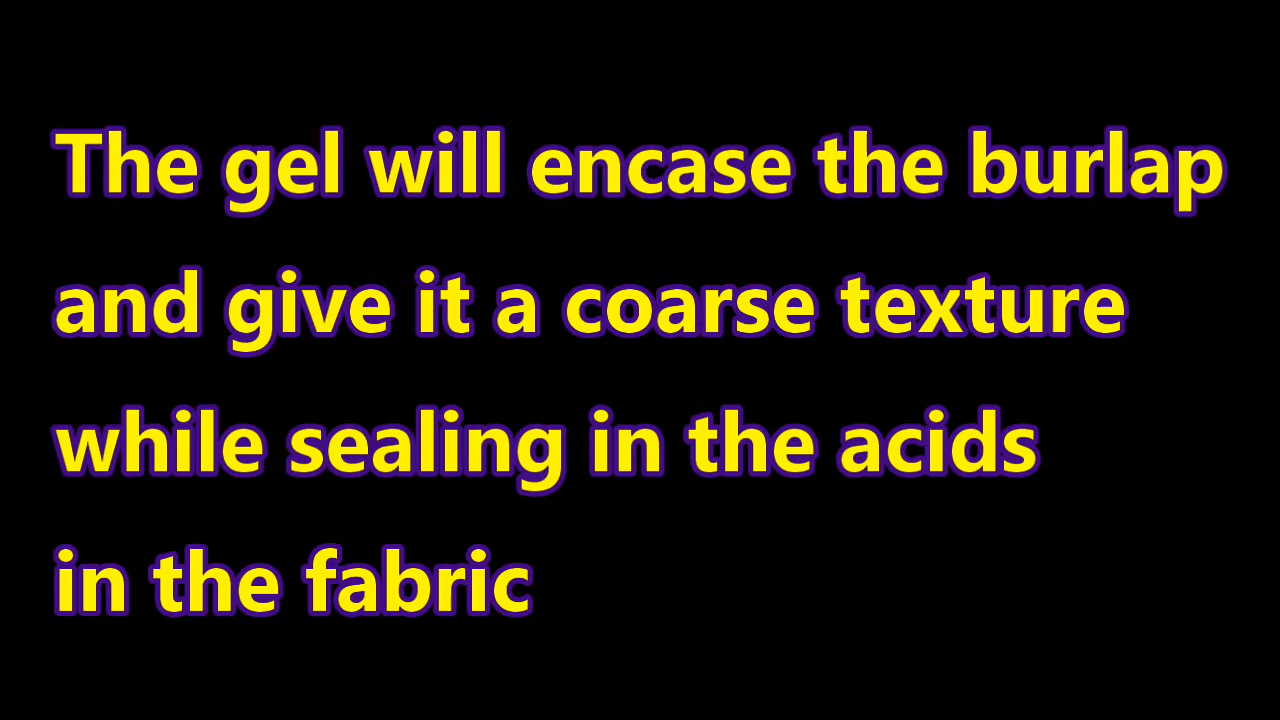 The gel will encase the burlap
and give it a coarse texture
while sealing in the acids
in the fabric